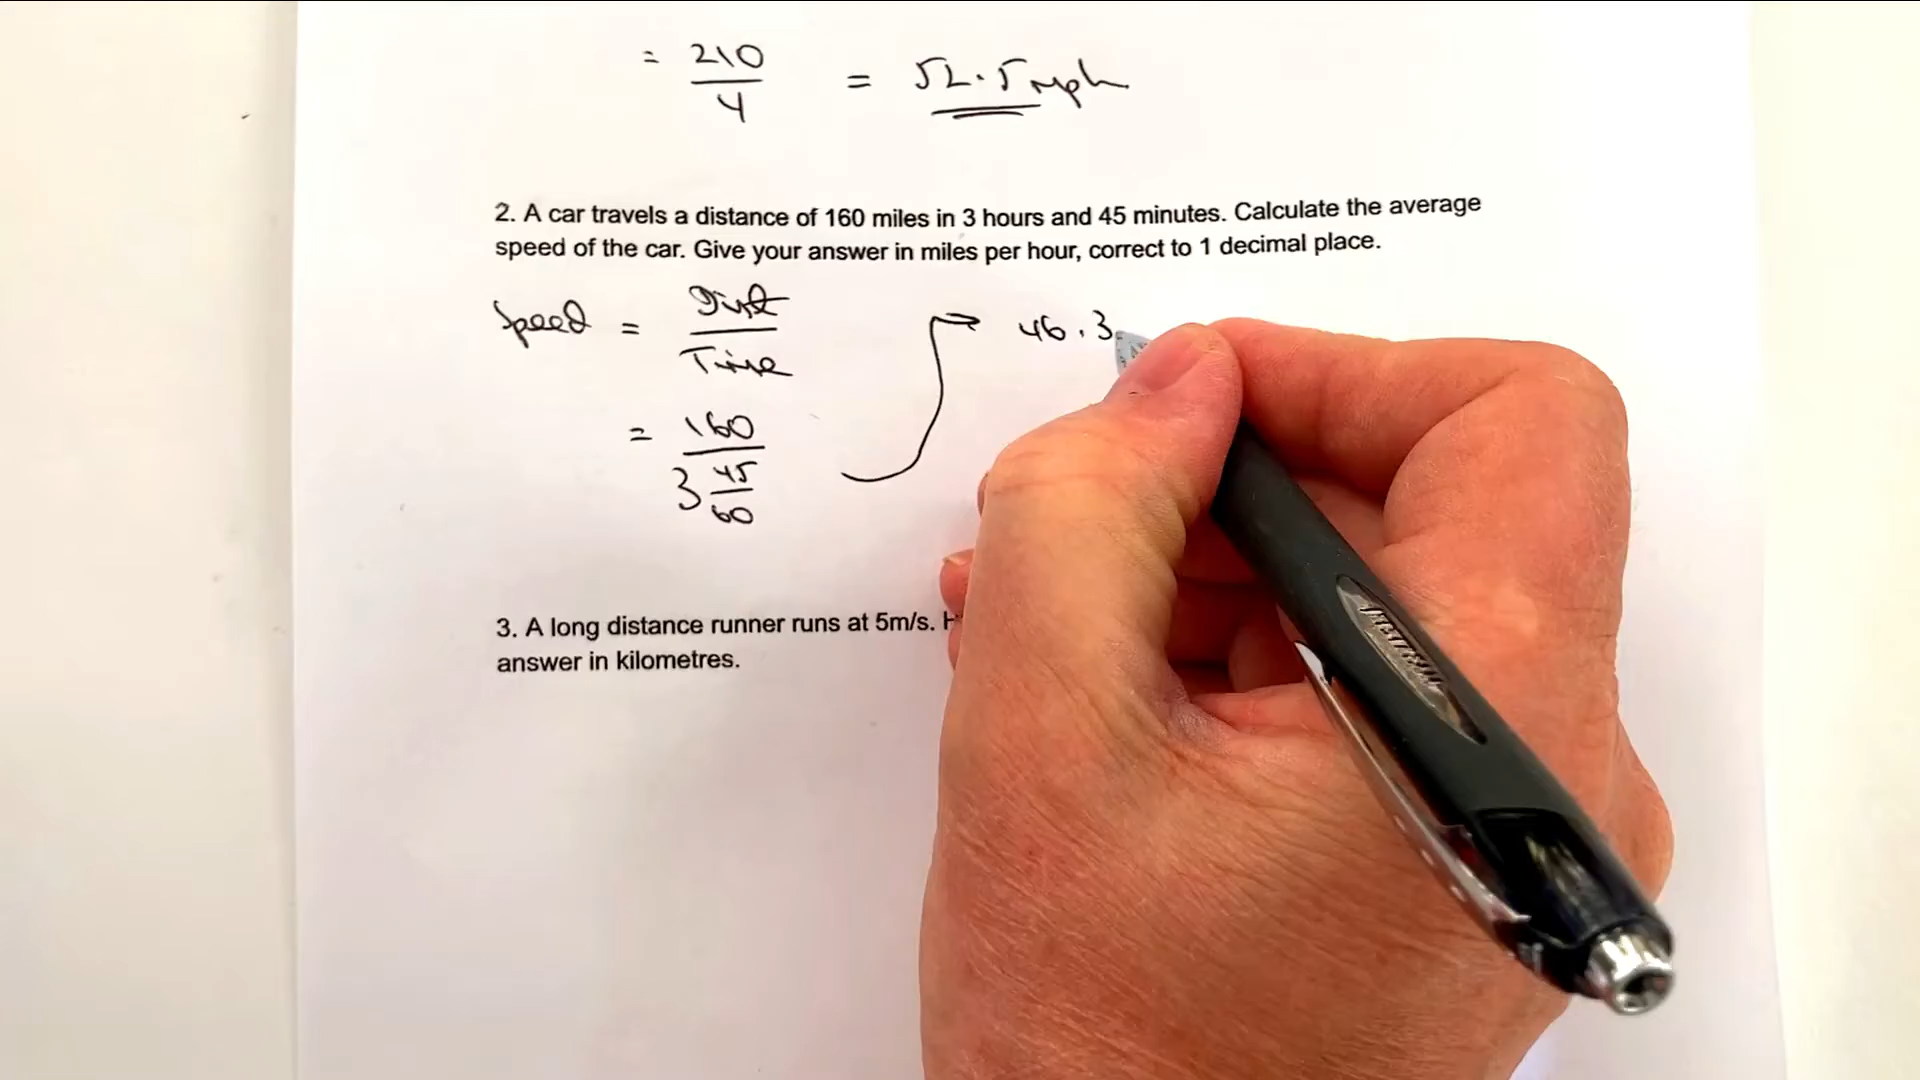 = 210
4 = 52.5 mph
2. A car travels a distance of 160 miles in 3 hours and 45 minutes. Calculate the average
speed of the car. Give your answer in miles per hour, correct to 1 decimal place.
Speed = Dist
Time
46.3
= 160
3 45
60
3. A long distance runner runs at 5m/s.
answer in kilometres.